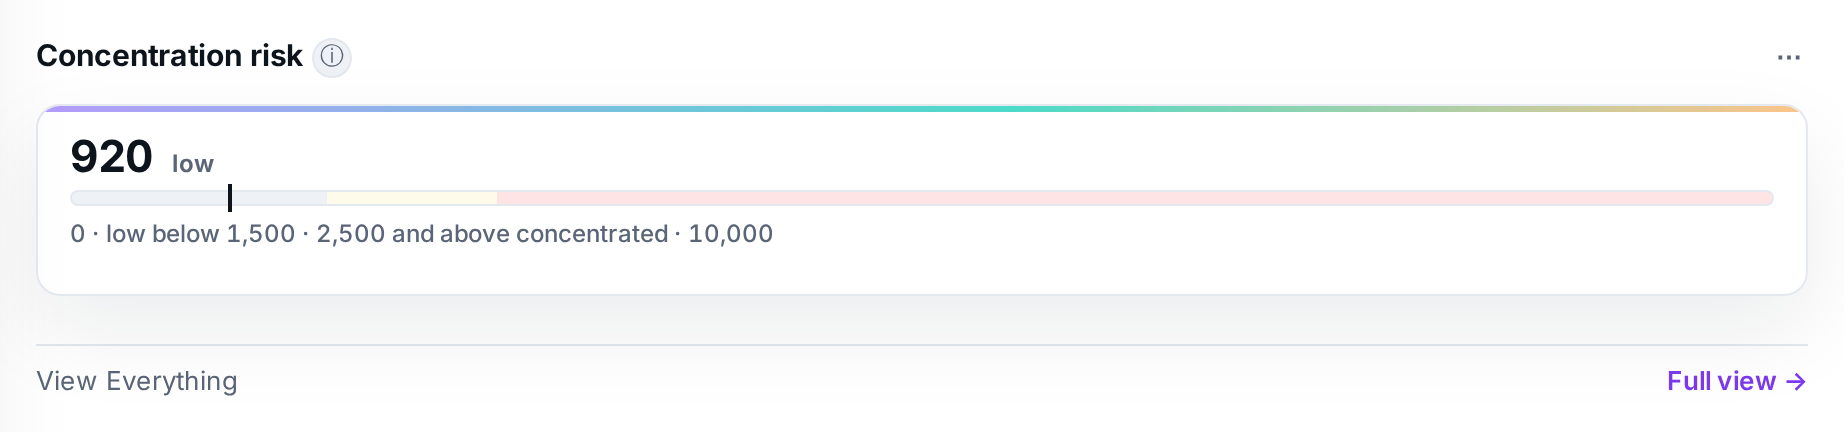 Concentration risk ⓘ
...
920 low
0 · low below 1,500 · 2,500 and above concentrated · 10,000
View Everything
Full view →